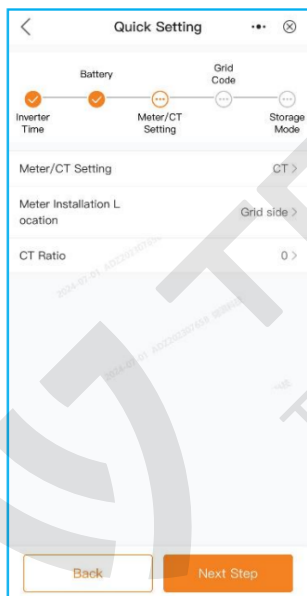 Quick Setting
Battery
Grid
Code
Inverter
Time
Meter/CT
Setting
Storage
Mode
Meter/CT Setting
CT >
Meter Installation L
ocation
Grid side >
CT Ratio
0 >
Back
Next Step